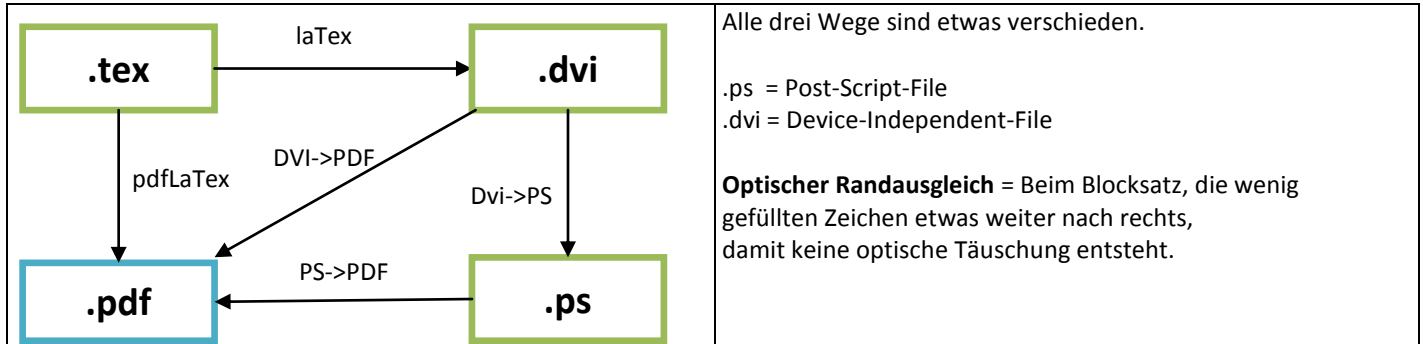 laTex
.tex
.dvi
DVI->PDF
pdfLaTex
Dvi->PS
PS->PDF
.pdf
.ps
Alle drei Wege sind etwas verschieden.
.ps = Post-Script-File
.dvi = Device-Independent-File
Optischer Randausgleich = Beim Blocksatz, die wenig
gefüllten Zeichen etwas weiter nach rechts,
damit keine optische Täuschung entsteht.